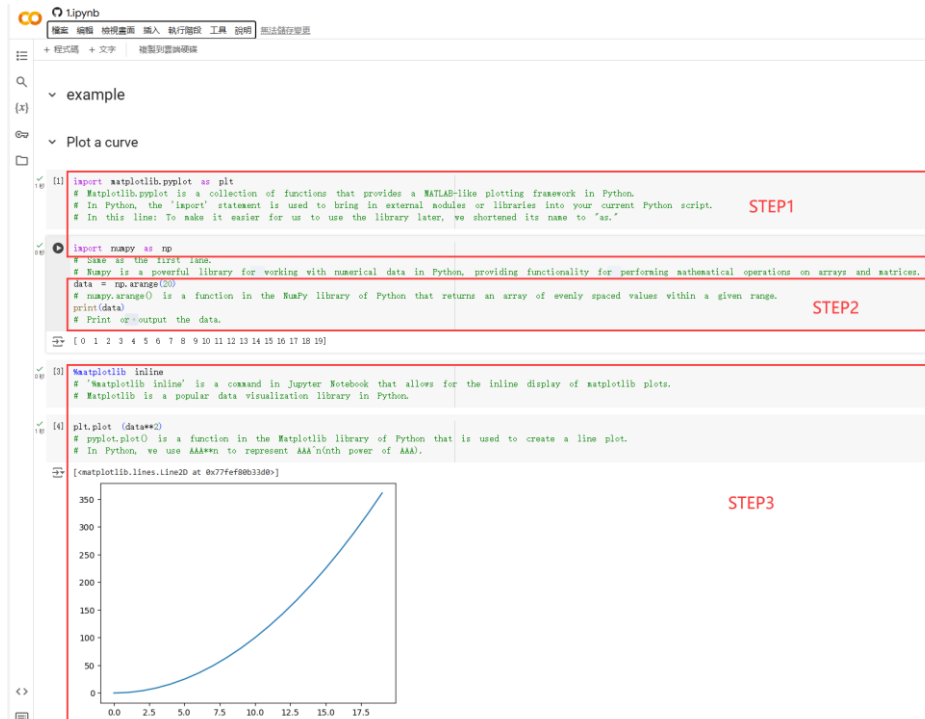 1.ipynb
檔案 編輯 檢視畫面 插入 執行階段 工具 說明 無法儲存變更
+ 程式碼 + 文字 複製到雲端硬碟
example
{x}
Plot a curve
[1] import matplotlib.pyplot as plt
1 秒
# Matplotlib.pyplot is a collection of functions that provides a MATLAB-like plotting framework in Python.
# In Python, the 'import' statement is used to bring in external modules or libraries into your current Python script.
STEP1
# In this line: To make it easier for us to use the library later, we shortened its name to "as."
import numpy as np
0 秒
# Same as the first lane.
# Numpy is a powerful library for working with numerical data in Python, providing functionality for performing mathematical operations on arrays and matrices.
data = np.arange(20)
# numpy.arange() is a function in the NumPy library of Python that returns an array of evenly spaced values within a given range.
STEP2
print(data)
# Print or output the data.
[ 0 1 2 3 4 5 6 7 8 9 10 11 12 13 14 15 16 17 18 19]
[3] %matplotlib inline
0 秒
# '%matplotlib inline' is a command in Jupyter Notebook that allows for the inline display of matplotlib plots.
# Matplotlib is a popular data visualization library in Python.
[4] plt.plot (data**2)
1 秒
# pyplot.plot() is a function in the Matplotlib library of Python that is used to create a line plot.
# In Python, we use AAA**n to represent AAA^n(nth power of AAA).
[<matplotlib.lines.Line2D at 0x77fef80b33d0>]
STEP3
350
300
250
200
150
100
50
0
0.0 2.5 5.0 7.5 10.0 12.5 15.0 17.5